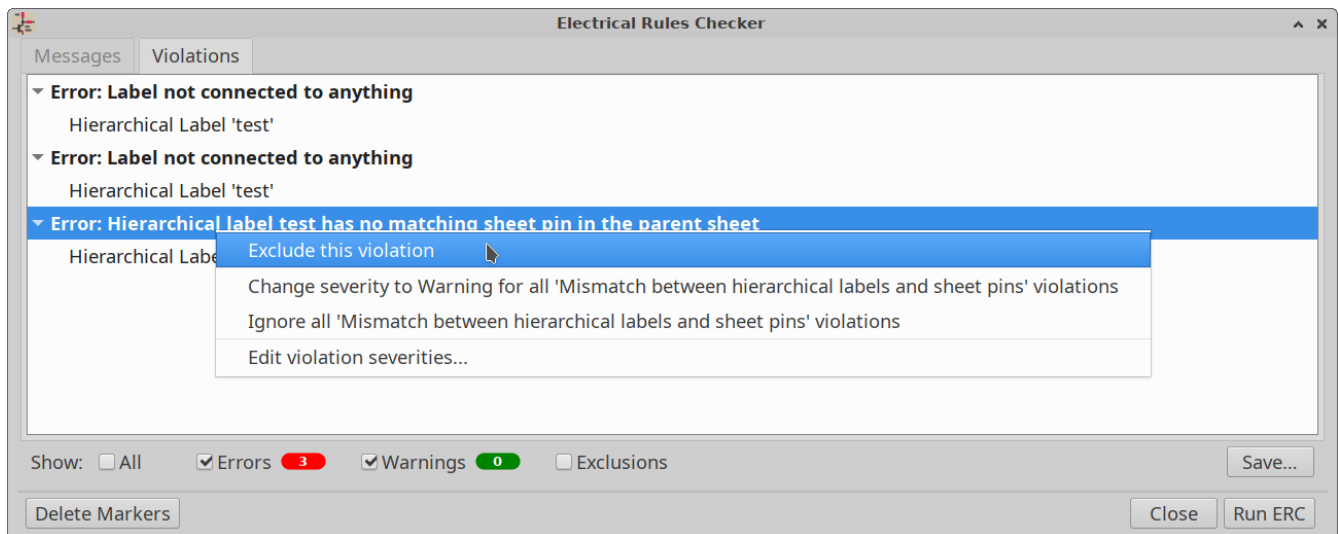 Electrical Rules Checker
Messages Violations
Error: Label not connected to anything
Hierarchical Label 'test'
Error: Label not connected to anything
Hierarchical Label 'test'
Error: Hierarchical label test has no matching sheet pin in the parent sheet
Hierarchical Labe
Exclude this violation
Change severity to Warning for all 'Mismatch between hierarchical labels and sheet pins' violations
Ignore all 'Mismatch between hierarchical labels and sheet pins' violations
Edit violation severities...
Show: All Errors 3 Warnings 0 Exclusions Save...
Delete Markers Close Run ERC